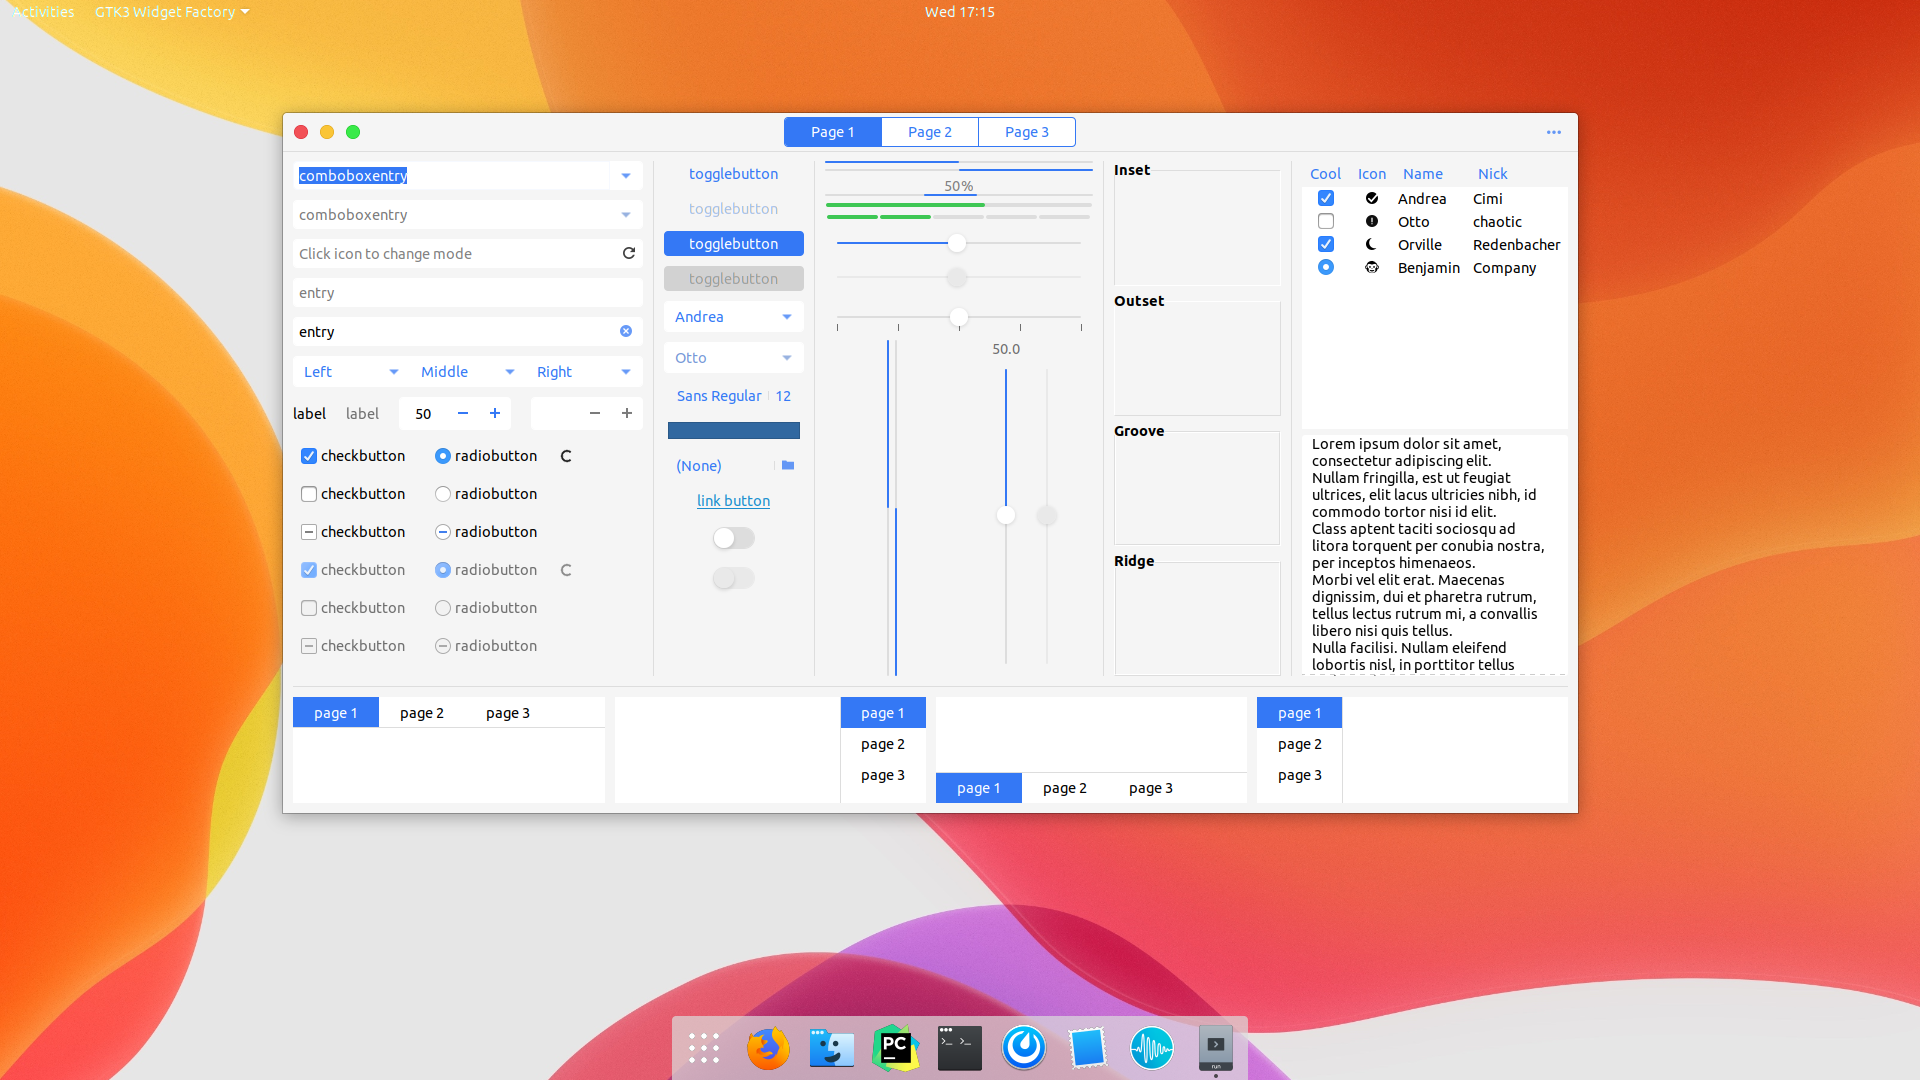 Activities
GTK3 Widget Factory
Wed 17:15
Page 1
Page 2
Page 3
comboboxentry
comboboxentry
Click icon to change mode
entry
entry
Left
Middle
Right
label
label
50
checkbutton
radiobutton
checkbutton
radiobutton
checkbutton
radiobutton
checkbutton
radiobutton
checkbutton
radiobutton
checkbutton
radiobutton
togglebutton
togglebutton
togglebutton
togglebutton
Andrea
Otto
Sans Regular
12
(None)
link button
50%
50.0
Inset
Outset
Groove
Ridge
Cool Icon Name Nick
Andrea Cimi
Otto chaotic
Orville Redenbacher
Benjamin Company
Lorem ipsum dolor sit amet,
consectetur adipiscing elit.
Nullam fringilla, est ut feugiat
ultrices, elit lacus ultricies nibh, id
commodo tortor nisi id elit.
Class aptent taciti sociosqu ad
litora torquent per conubia nostra,
per inceptos himenaeos.
Morbi vel elit erat. Maecenas
dignissim, dui et pharetra rutrum,
tellus lectus rutrum mi, a convallis
libero nisi quis tellus.
Nulla facilisi. Nullam eleifend
lobortis nisl, in porttitor tellus
page 1
page 2
page 3
page 1
page 2
page 3
page 1
page 2
page 3
page 1
page 2
page 3
PC
run